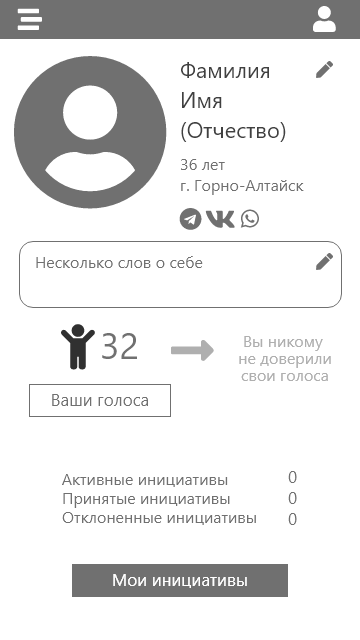 Фамилия
Имя
(Отчество)
36 лет
г. Горно-Алтайск
Несколько слов о себе
32
Вы никому
не доверили
свои голоса
Ваши голоса
Активные инициативы 0
Принятые инициативы 0
Отклоненные инициативы 0
Мои инициативы